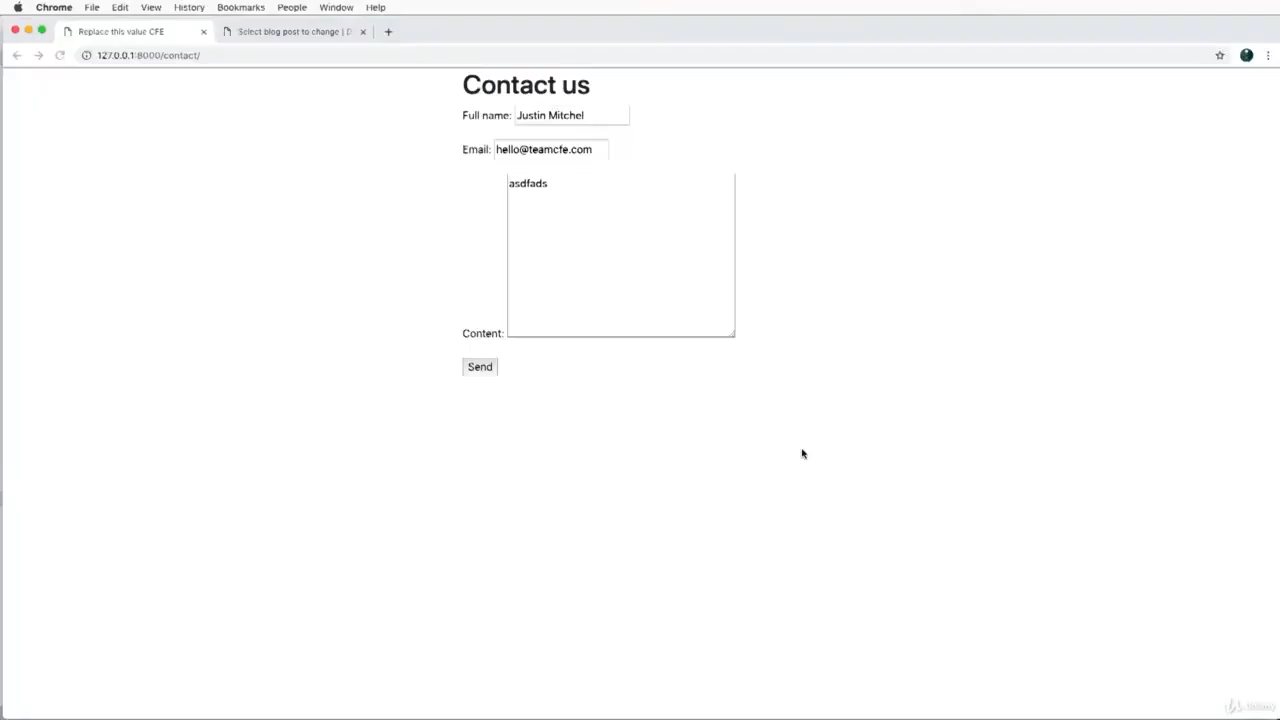 Chrome File Edit View History Bookmarks People Window Help
Replace this value CFE
Select blog post to change | D
127.0.0.1:8000/contact/
Contact us
Full name: Justin Mitchel
Email: hello@teamcfe.com
asdfads
Content:
Send
Udemy